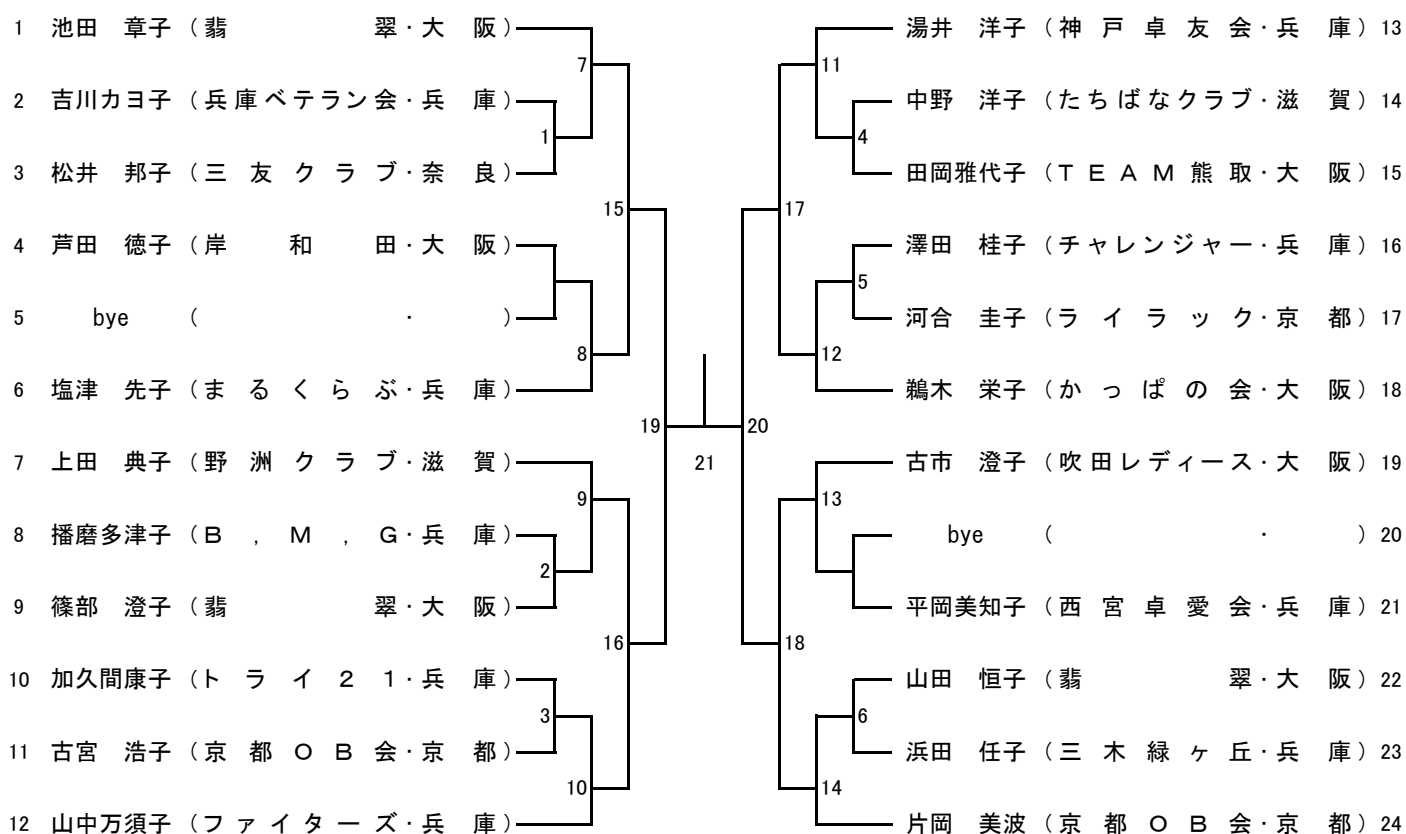 1 池田 章子 (翡 翠・大 阪)
7
2 吉川カヨ子 (兵庫ベテラン会・兵 庫)
1
3 松井 邦子 (三 友 ク ラ ブ・奈 良)
15
4 芦田 徳子 (岸 和 田・大 阪)
5 bye ( ・ )
8
6 塩津 先子 (ま る く ら ぶ・兵 庫)
19
7 上田 典子 (野 洲 ク ラ ブ・滋 賀)
9
8 播磨多津子 (B , M , G・兵 庫)
2
9 篠部 澄子 (翡 翠・大 阪)
16
10 加久間康子 (ト ラ イ 2 1・兵 庫)
3
11 古宮 浩子 (京 都 O B 会・京 都)
10
12 山中万須子 (フ ァ イ タ ー ズ・兵 庫)
21
湯井 洋子 (神 戸 卓 友 会・兵 庫) 13
11
中野 洋子 (たちばなクラブ・滋 賀) 14
4
田岡雅代子 (T E A M 熊 取・大 阪) 15
17
澤田 桂子 (チャレンジャー・兵 庫) 16
5
河合 圭子 (ラ イ ラ ッ ク・京 都) 17
12
鵜木 栄子 (か っ ぱ の 会・大 阪) 18
20
古市 澄子 (吹田レディース・大 阪) 19
13
bye ( ・ ) 20
平岡美知子 (西 宮 卓 愛 会・兵 庫) 21
18
山田 恒子 (翡 翠・大 阪) 22
6
浜田 任子 (三 木 緑 ヶ 丘・兵 庫) 23
14
片岡 美波 (京 都 O B 会・京 都) 24